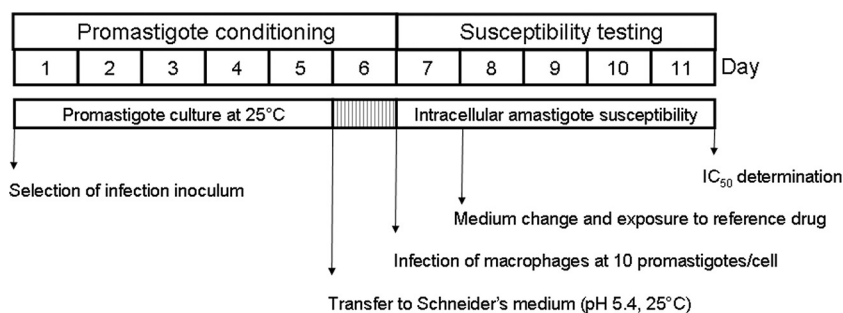 Promastigote conditioning Susceptibility testing
1 2 3 4 5 6 7 8 9 10 11 Day
Promastigote culture at 25°C Intracellular amastigote susceptibility
IC50 determination
Selection of infection inoculum
Medium change and exposure to reference drug
Infection of macrophages at 10 promastigotes/cell
Transfer to Schneider's medium (pH 5.4, 25°C)